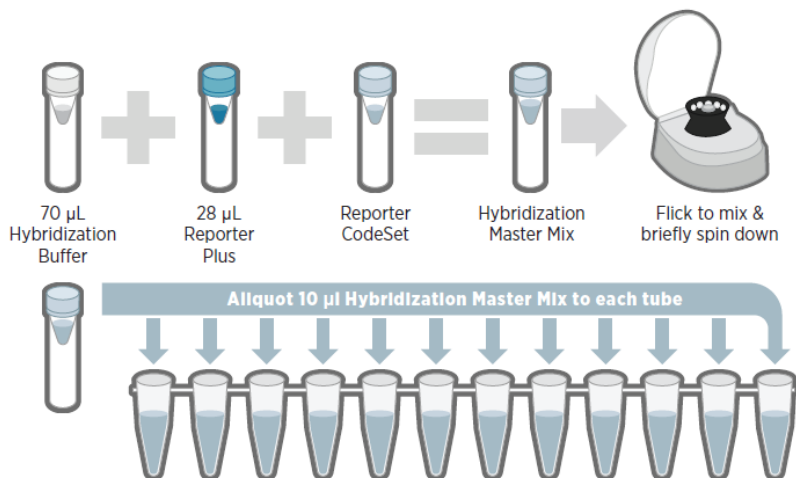 70 µL
Hybridization
Buffer
28 µL
Reporter
Plus
Reporter
CodeSet
Hybridization
Master Mix
Flick to mix &
briefly spin down
Aliquot 10 µl Hybridization Master Mix to each tube